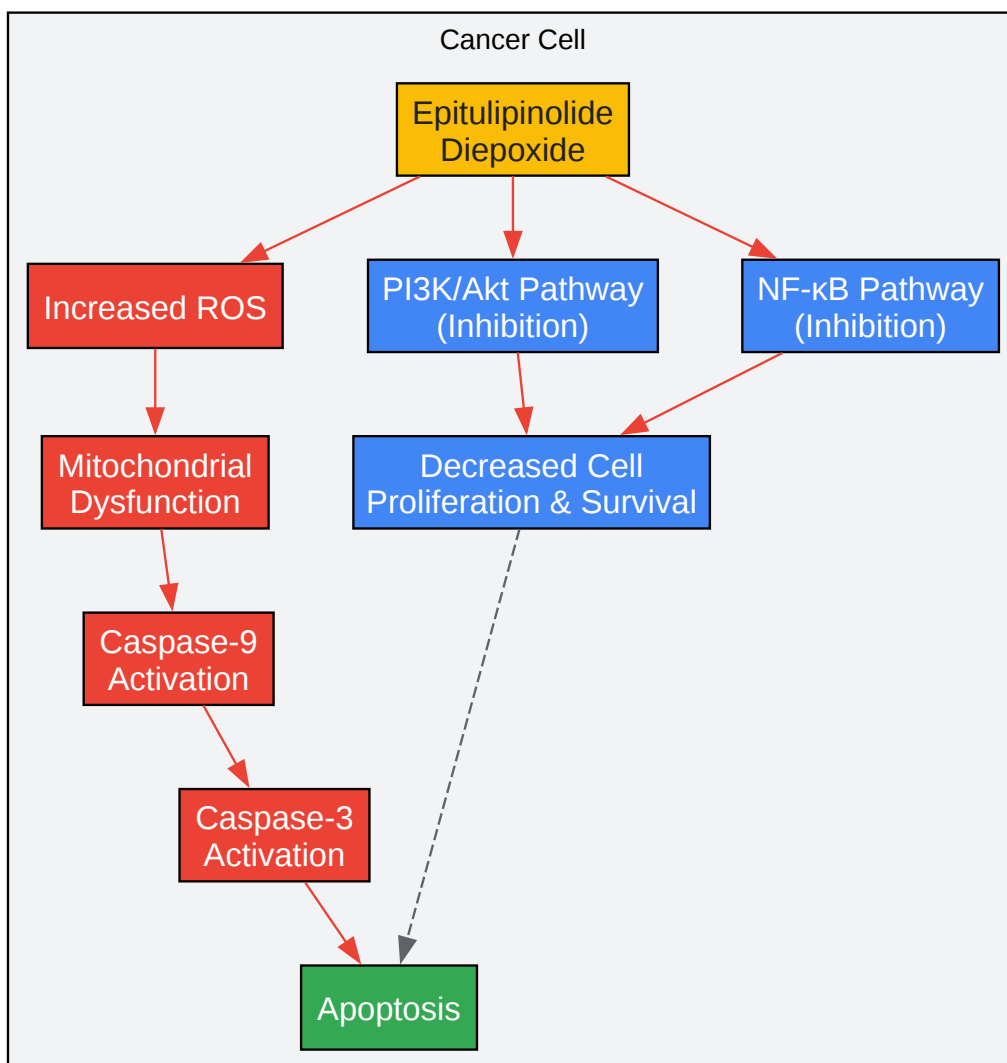 Cancer Cell
Epitulipinolide
Diepoxide
Increased ROS
PI3K/Akt Pathway
(Inhibition)
NF-κB Pathway
(Inhibition)
Mitochondrial
Dysfunction
Decreased Cell
Proliferation & Survival
Caspase-9
Activation
Caspase-3
Activation
Apoptosis